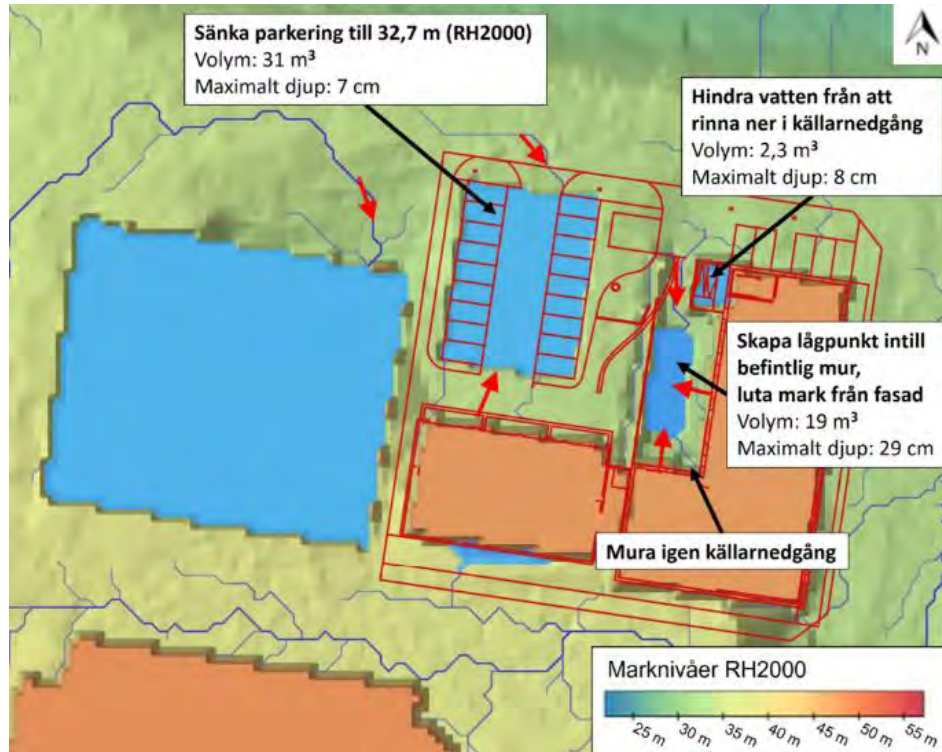 Sänka parkering till 32,7 m (RH2000)
Volym: 31 m³
Maximalt djup: 7 cm
N
Hindra vatten från att
rinna ner i källarnedgång
Volym: 2,3 m³
Maximalt djup: 8 cm
Skapa lågpunkt intill
befintlig mur,
luta mark från fasad
Volym: 19 m³
Maximalt djup: 29 cm
Mura igen källarnedgång
Marknivåer RH2000
25 m 30 m 35 m 40 m 45 m 50 m 55 m